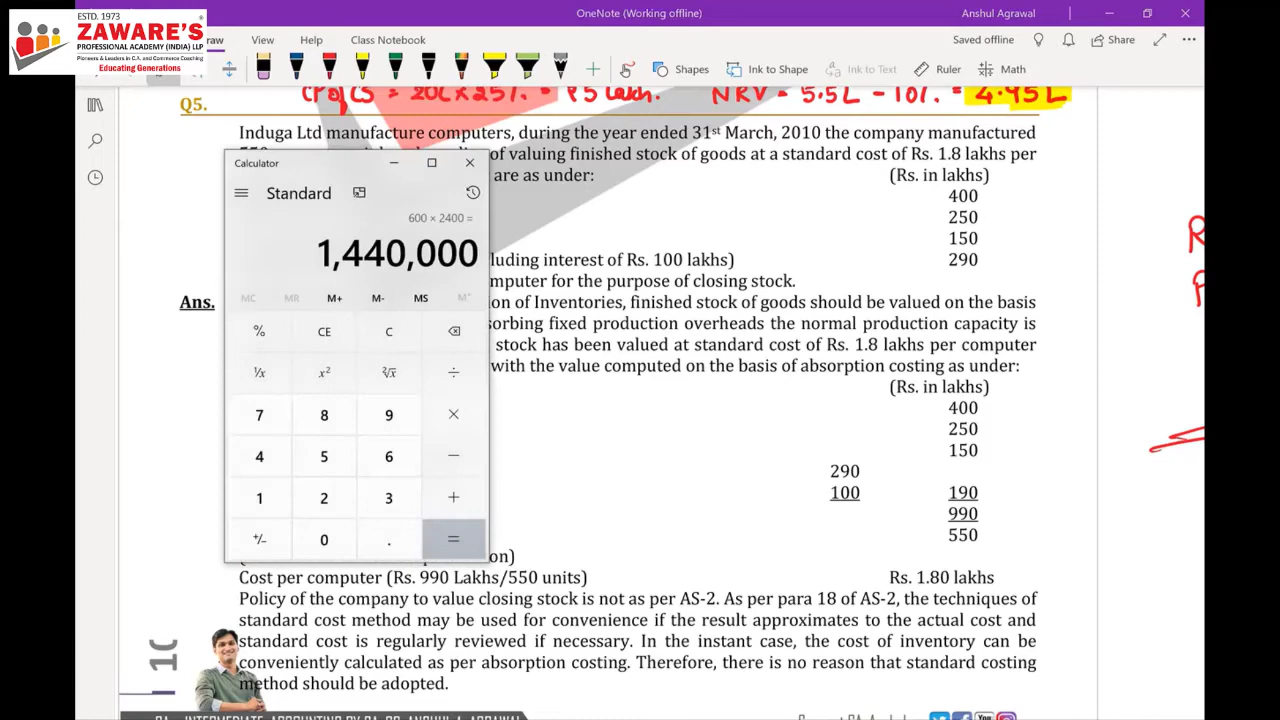 ESTD. 1973
ZAWARE'S
PROFESSIONAL ACADEMY (INDIA) LLP
Pioneers & Leaders in C.A. and Commerce Coaching
Educating Generations
OneNote (Working offline)
Anshul Agrawal
raw View Help Class Notebook
Saved offline
Share
Shapes Ink to Shape Ink to Text Ruler Math
= 20L x 25% = ₹5 Lakh. NRV = 5.5L - 10% = 4.95L
Q5.
Induga Ltd manufacture computers, during the year ended 31st March, 2010 the company manufactured
of valuing finished stock of goods at a standard cost of Rs. 1.8 lakhs per
are as under: (Rs. in lakhs)
400
250
150
luding interest of Rs. 100 lakhs) 290
mputer for the purpose of closing stock.
Ans. on of Inventories, finished stock of goods should be valued on the basis
sorbing fixed production overheads the normal production capacity is
stock has been valued at standard cost of Rs. 1.8 lakhs per computer
with the value computed on the basis of absorption costing as under:
(Rs. in lakhs)
400
250
150
290
100 190
990
550
on)
Cost per computer (Rs. 990 Lakhs/550 units) Rs. 1.80 lakhs
Policy of the company to value closing stock is not as per AS-2. As per para 18 of AS-2, the techniques of
standard cost method may be used for convenience if the result approximates to the actual cost and
standard cost is regularly reviewed if necessary. In the instant case, the cost of inventory can be
conveniently calculated as per absorption costing. Therefore, there is no reason that standard costing
method should be adopted.
Calculator
Standard
600 × 2400 =
1,440,000
MC MR M+ M- MS M˅
% CE C
¹/x x² ²√x ÷
7 8 9 ×
4 5 6 −
1 2 3 +
+/− 0 . =